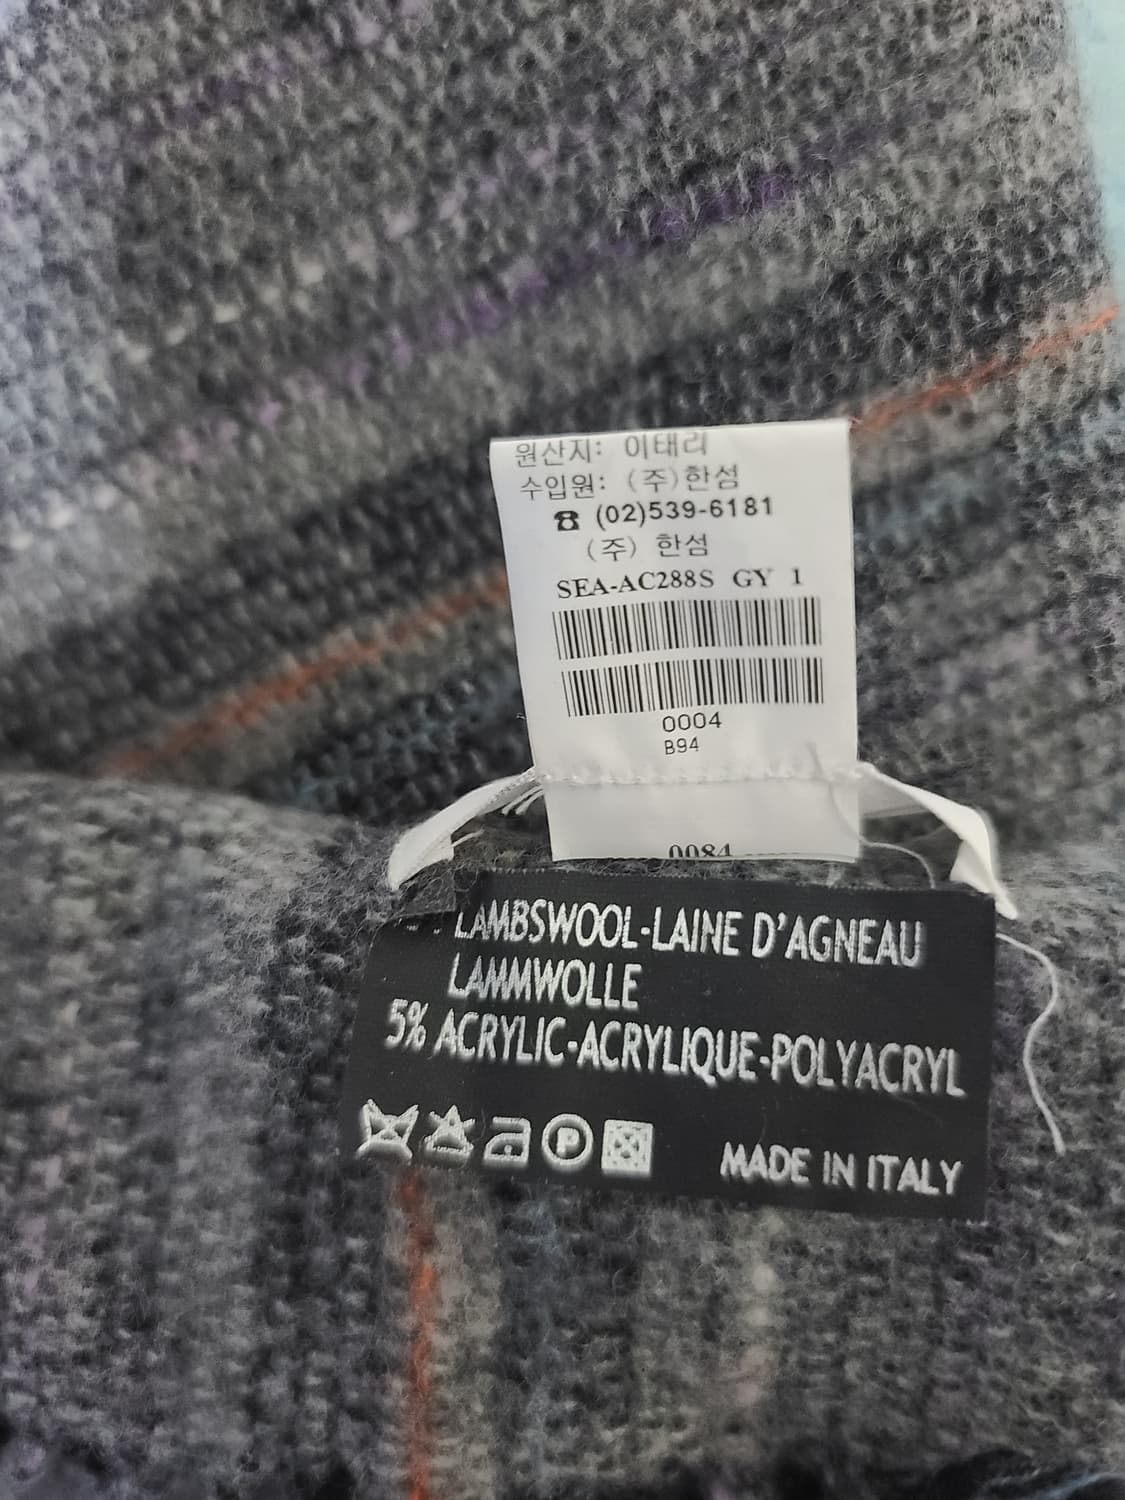 원산지: 이태리
수입원: (주)한섬
☎ (02)539-6181
(주) 한섬
SEA-AC288S GY 1
0004
B94
0084
LAMBSWOOL-LAINE D'AGNEAU
LAMMWOLLE
5% ACRYLIC-ACRYLIQUE-POLYACRYL
P
MADE IN ITALY